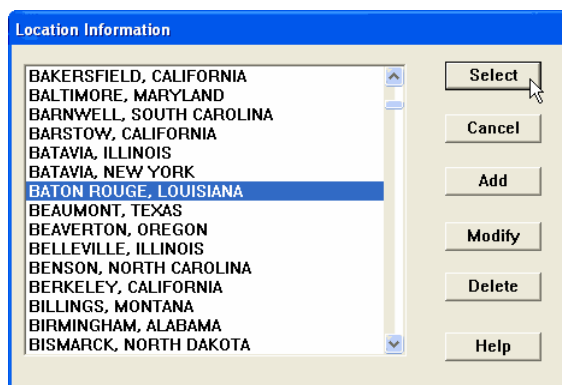 Location Information
BAKERSFIELD, CALIFORNIA
BALTIMORE, MARYLAND
BARNWELL, SOUTH CAROLINA
BARSTOW, CALIFORNIA
BATAVIA, ILLINOIS
BATAVIA, NEW YORK
BATON ROUGE, LOUISIANA
BEAUMONT, TEXAS
BEAVERTON, OREGON
BELLEVILLE, ILLINOIS
BENSON, NORTH CAROLINA
BERKELEY, CALIFORNIA
BILLINGS, MONTANA
BIRMINGHAM, ALABAMA
BISMARCK, NORTH DAKOTA
Select
Cancel
Add
Modify
Delete
Help